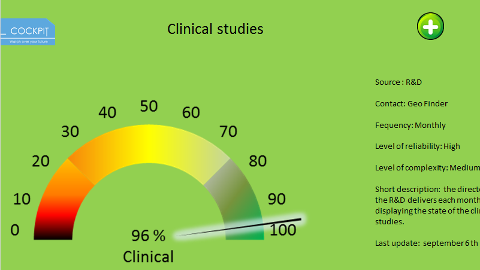 Clinical studies
COCKPIT
Source : R&D
Contact: Geo Finder
Fequency: Monthly
Level of reliability: High
Level of complexity: Medium
Short description: the directo
the R&D delivers each month
displaying the state of the clin
studies.
Last update: september 6th
50
40
60
30
70
20
80
10
90
0
100
96 %
Clinical